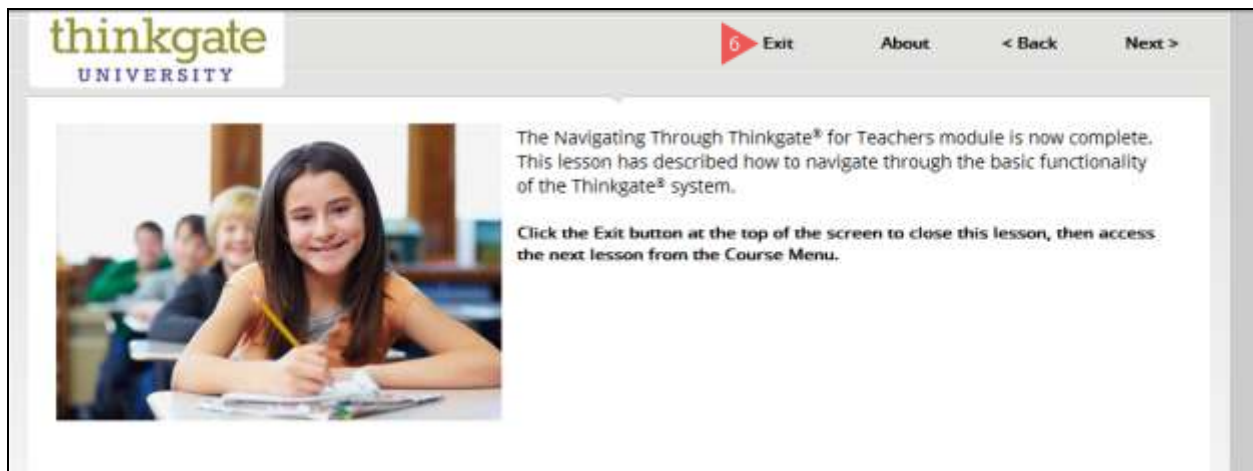 thinkgate
UNIVERSITY
6 Exit About < Back Next >
The Navigating Through Thinkgate® for Teachers module is now complete.
This lesson has described how to navigate through the basic functionality
of the Thinkgate® system.
Click the Exit button at the top of the screen to close this lesson, then access
the next lesson from the Course Menu.